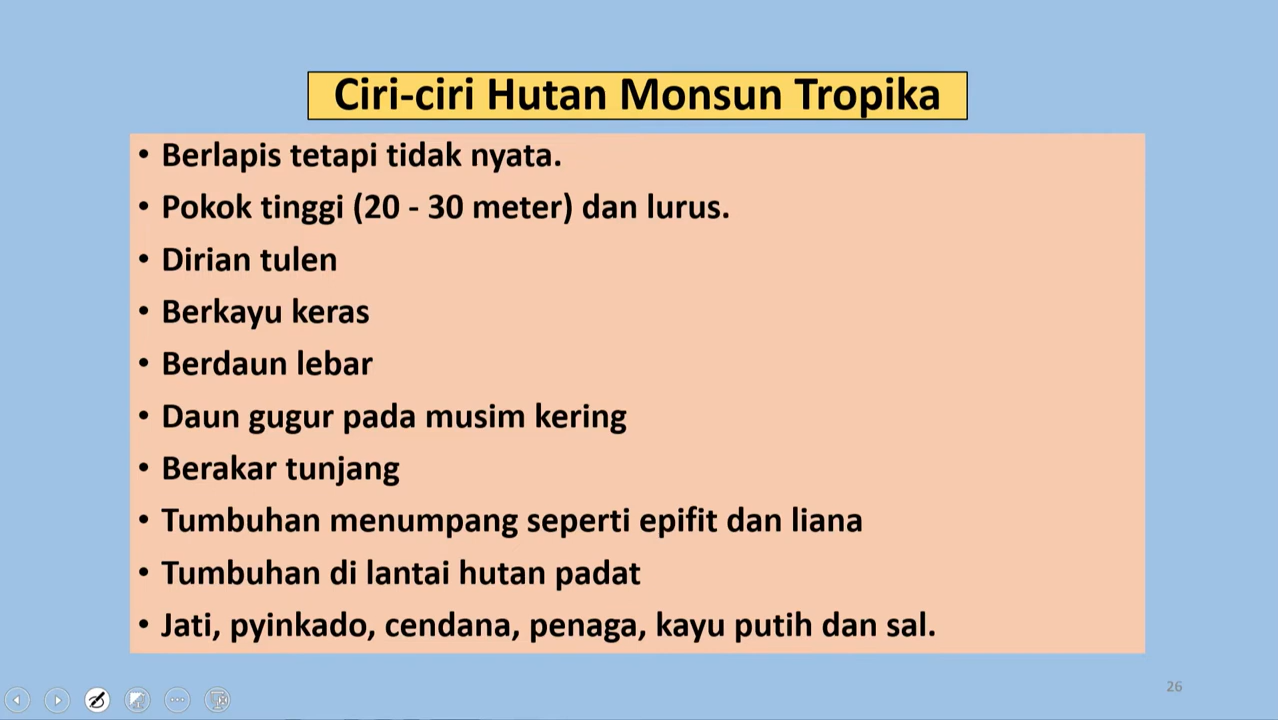 Ciri-ciri Hutan Monsun Tropika
• Berlapis tetapi tidak nyata.
• Pokok tinggi (20 - 30 meter) dan lurus.
• Dirian tulen
• Berkayu keras
• Berdaun lebar
• Daun gugur pada musim kering
• Berakar tunjang
• Tumbuhan menumpang seperti epifit dan liana
• Tumbuhan di lantai hutan padat
• Jati, pyinkado, cendana, penaga, kayu putih dan sal.
26